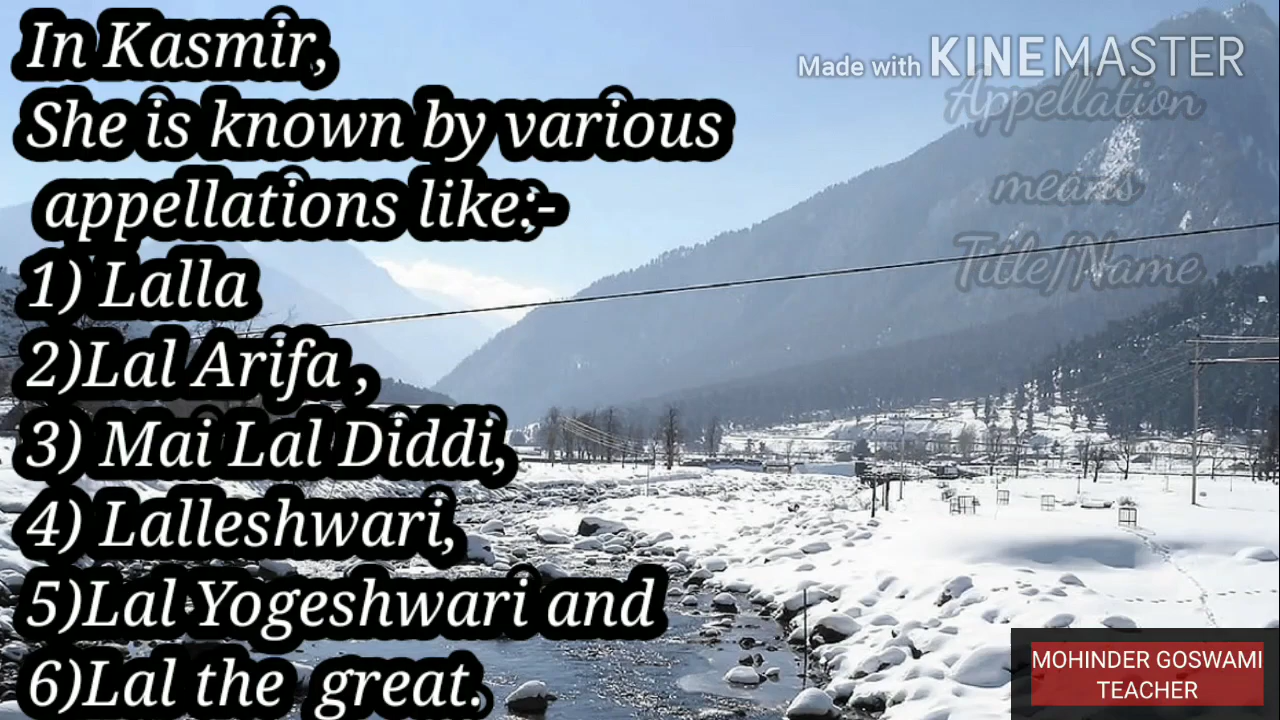 In Kasmir,
She is known by various
appellations like:-
1) Lalla
2)Lal Arifa ,
3) Mai Lal Diddi,
4) Lalleshwari,
5)Lal Yogeshwari and
6)Lal the great.
Made with KINEMASTER
Appellation
means
Title/Name
MOHINDER GOSWAMI
TEACHER